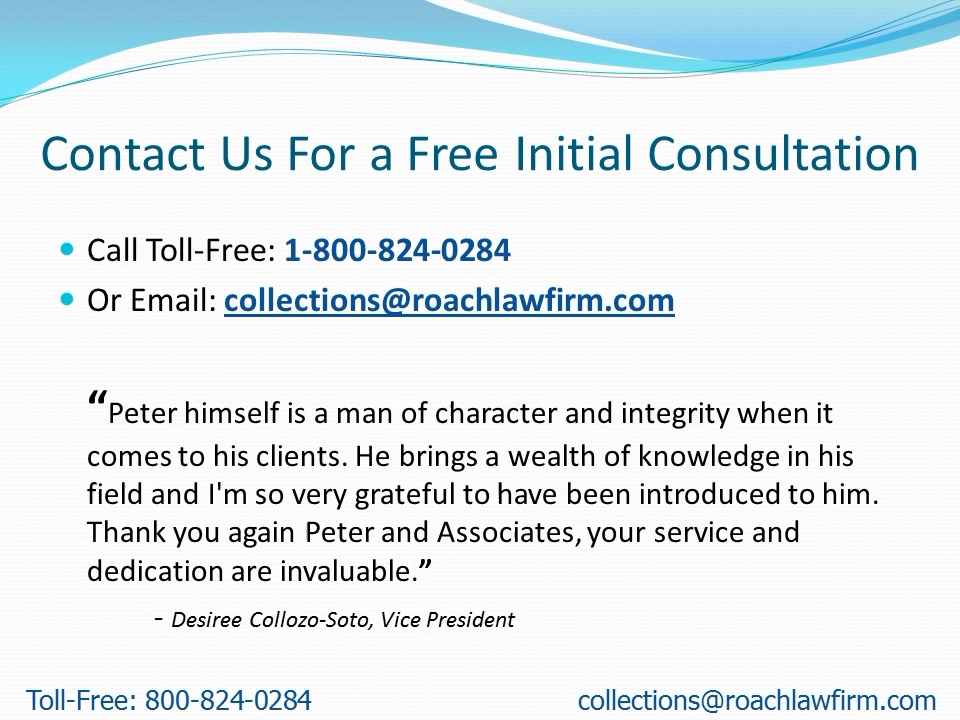 Contact Us For a Free Initial Consultation
• Call Toll-Free: 1-800-824-0284
• Or Email: collections@roachlawfirm.com
“Peter himself is a man of character and integrity when it
comes to his clients. He brings a wealth of knowledge in his
field and I'm so very grateful to have been introduced to him.
Thank you again Peter and Associates, your service and
dedication are invaluable.”
- Desiree Collozo-Soto, Vice President
Toll-Free: 800-824-0284
collections@roachlawfirm.com